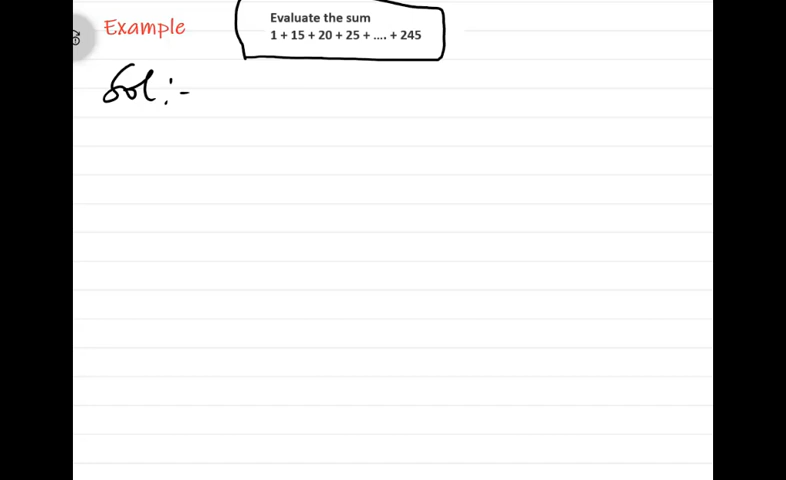 Example
Evaluate the sum
1 + 15 + 20 + 25 + .... + 245
Sol :-